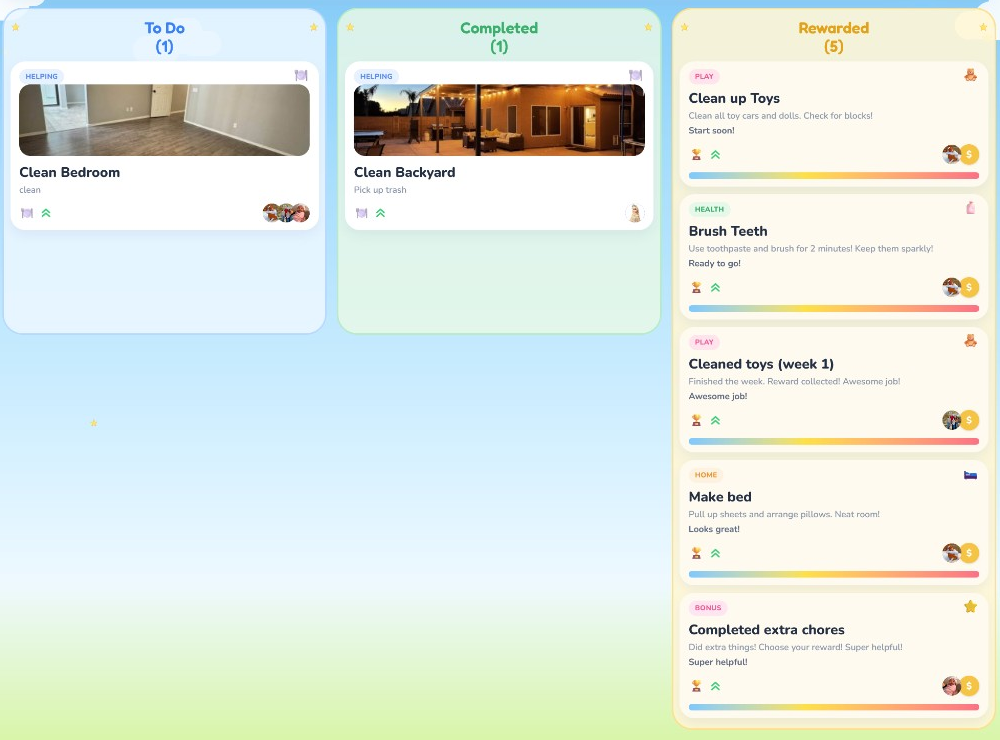 To Do
(1)
HELPING
Clean Bedroom
clean
Completed
(1)
HELPING
Clean Backyard
Pick up trash
Rewarded
(5)
PLAY
Clean up Toys
Clean all toy cars and dolls. Check for blocks!
Start soon!
$
HEALTH
Brush Teeth
Use toothpaste and brush for 2 minutes! Keep them sparkly!
Ready to go!
$
PLAY
Cleaned toys (week 1)
Finished the week. Reward collected! Awesome job!
Awesome job!
$
HOME
Make bed
Pull up sheets and arrange pillows. Neat room!
Looks great!
$
BONUS
Completed extra chores
Did extra things! Choose your reward! Super helpful!
Super helpful!
$